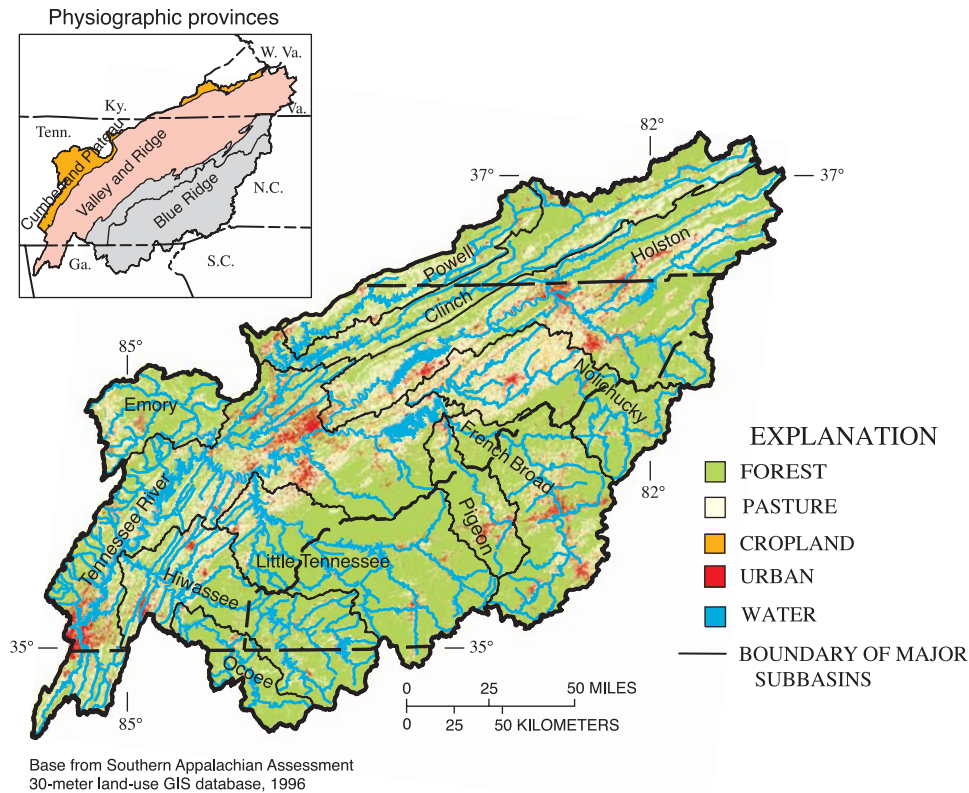 Physiographic provinces
W. Va.
Ky.
Va.
Tenn.
Cumberland Plateau
Valley and Ridge
Blue Ridge
N.C.
Ga.
S.C.
82°
37°
37°
Powell
Holston
Clinch
85°
Emory
Nolichucky
French Broad
Pigeon
82°
Tennessee River
Little Tennessee
Hiwassee
Ocoee
35°
35°
85°
EXPLANATION
FOREST
PASTURE
CROPLAND
URBAN
WATER
BOUNDARY OF MAJOR
SUBBASINS
0 25 50 MILES
0 25 50 KILOMETERS
Base from Southern Appalachian Assessment
30-meter land-use GIS database, 1996